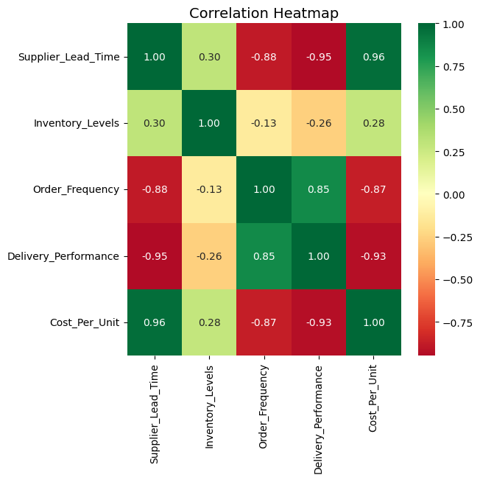 Correlation Heatmap
Supplier_Lead_Time 1.00 0.30 -0.88 -0.95 0.96
Inventory_Levels 0.30 1.00 -0.13 -0.26 0.28
Order_Frequency -0.88 -0.13 1.00 0.85 -0.87
Delivery_Performance -0.95 -0.26 0.85 1.00 -0.93
Cost_Per_Unit 0.96 0.28 -0.87 -0.93 1.00
Supplier_Lead_Time
Inventory_Levels
Order_Frequency
Delivery_Performance
Cost_Per_Unit
1.00
0.75
0.50
0.25
0.00
−0.25
−0.50
−0.75